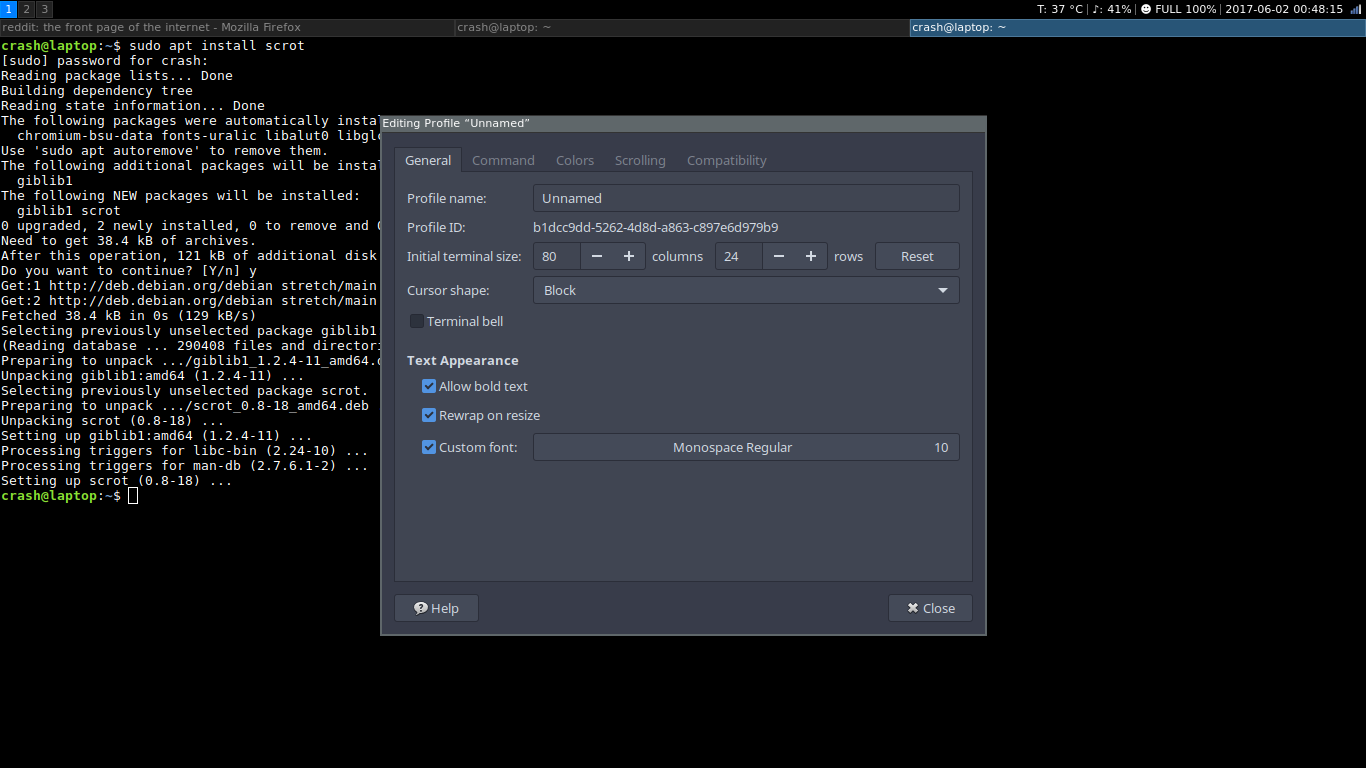 1 2 3 T: 37 °C | ♪: 41% | ☻ FULL 100% | 2017-06-02 00:48:15
reddit: the front page of the internet - Mozilla Firefox
crash@laptop: ~
crash@laptop: ~
crash@laptop:~$ sudo apt install scrot
[sudo] password for crash:
Reading package lists... Done
Building dependency tree
Reading state information... Done
The following packages were automatically
chromium-bsu-data fonts-uralic libalut0
Use 'sudo apt autoremove' to remove them.
The following additional packages will be
giblib1
The following NEW packages will be installed:
giblib1 scrot
0 upgraded, 2 newly installed, 0 to remove and
Need to get 38.4 kB of archives.
After this operation, 121 kB of additional disk
Do you want to continue? [Y/n] y
Get:1 http://deb.debian.org/debian stretch/main
Get:2 http://deb.debian.org/debian stretch/main
Fetched 38.4 kB in 0s (129 kB/s)
Selecting previously unselected package giblib1
(Reading database ... 290408 files and
Preparing to unpack .../giblib1_1.2.4-11_amd64.
Unpacking giblib1:amd64 (1.2.4-11) ...
Selecting previously unselected package scrot.
Preparing to unpack .../scrot_0.8-18_amd64.deb
Unpacking scrot (0.8-18) ...
Setting up giblib1:amd64 (1.2.4-11) ...
Processing triggers for libc-bin (2.24-10) ...
Processing triggers for man-db (2.7.6.1-2) ...
Setting up scrot (0.8-18) ...
crash@laptop:~$
Editing Profile “Unnamed”
General Command Colors Scrolling Compatibility
Profile name: Unnamed
Profile ID: b1dcc9dd-5262-4d8d-a863-c897e6d979b9
Initial terminal size: 80 − + columns 24 − + rows Reset
Cursor shape: Block
Terminal bell
Text Appearance
Allow bold text
Rewrap on resize
Custom font: Monospace Regular 10
Help Close